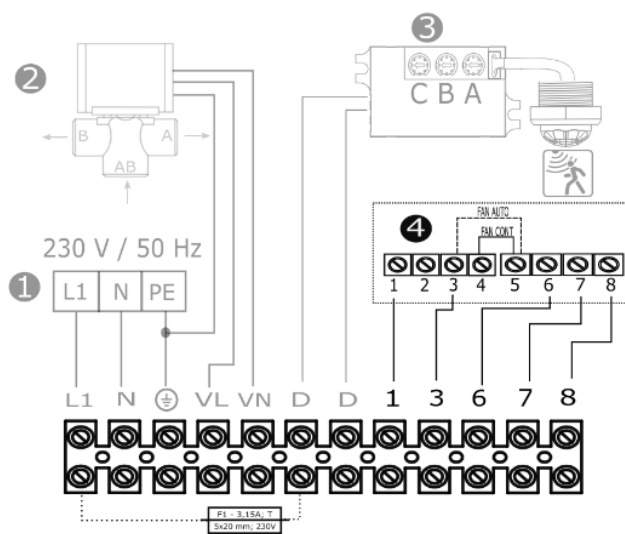 3
2
C B A
B
A
AB
FAN AUTO
4
FAN CONT
230 V / 50 Hz
1
L1 N PE
1 2 3 4 5 6 7 8
L1 N VL VN D D 1 3 6 7 8
F1 - 3,15A; T
5x20 mm; 230V